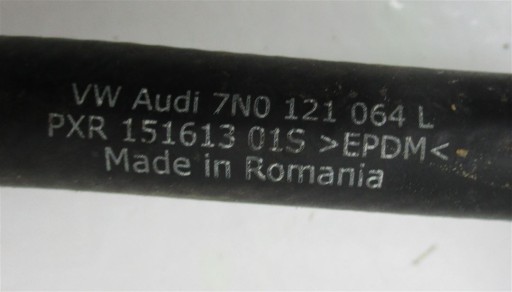 VW Audi 7N0 121 064 L
PXR 151613 01S >EPDM<
Made in Romania